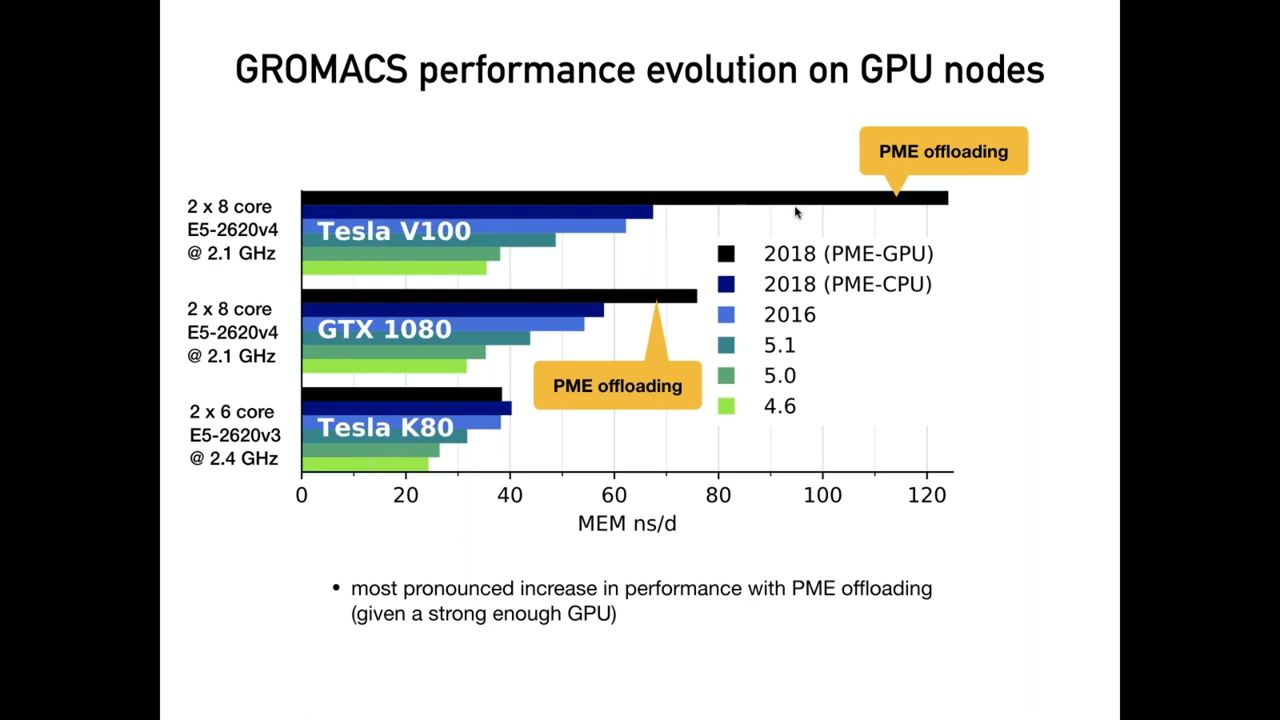 GROMACS performance evolution on GPU nodes
PME offloading
2 x 8 core
E5-2620v4
@ 2.1 GHz
Tesla V100
2018 (PME-GPU)
2018 (PME-CPU)
2016
5.1
5.0
4.6
2 x 8 core
E5-2620v4
@ 2.1 GHz
GTX 1080
PME offloading
2 x 6 core
E5-2620v3
@ 2.4 GHz
Tesla K80
0 20 40 60 80 100 120
MEM ns/d
• most pronounced increase in performance with PME offloading
(given a strong enough GPU)